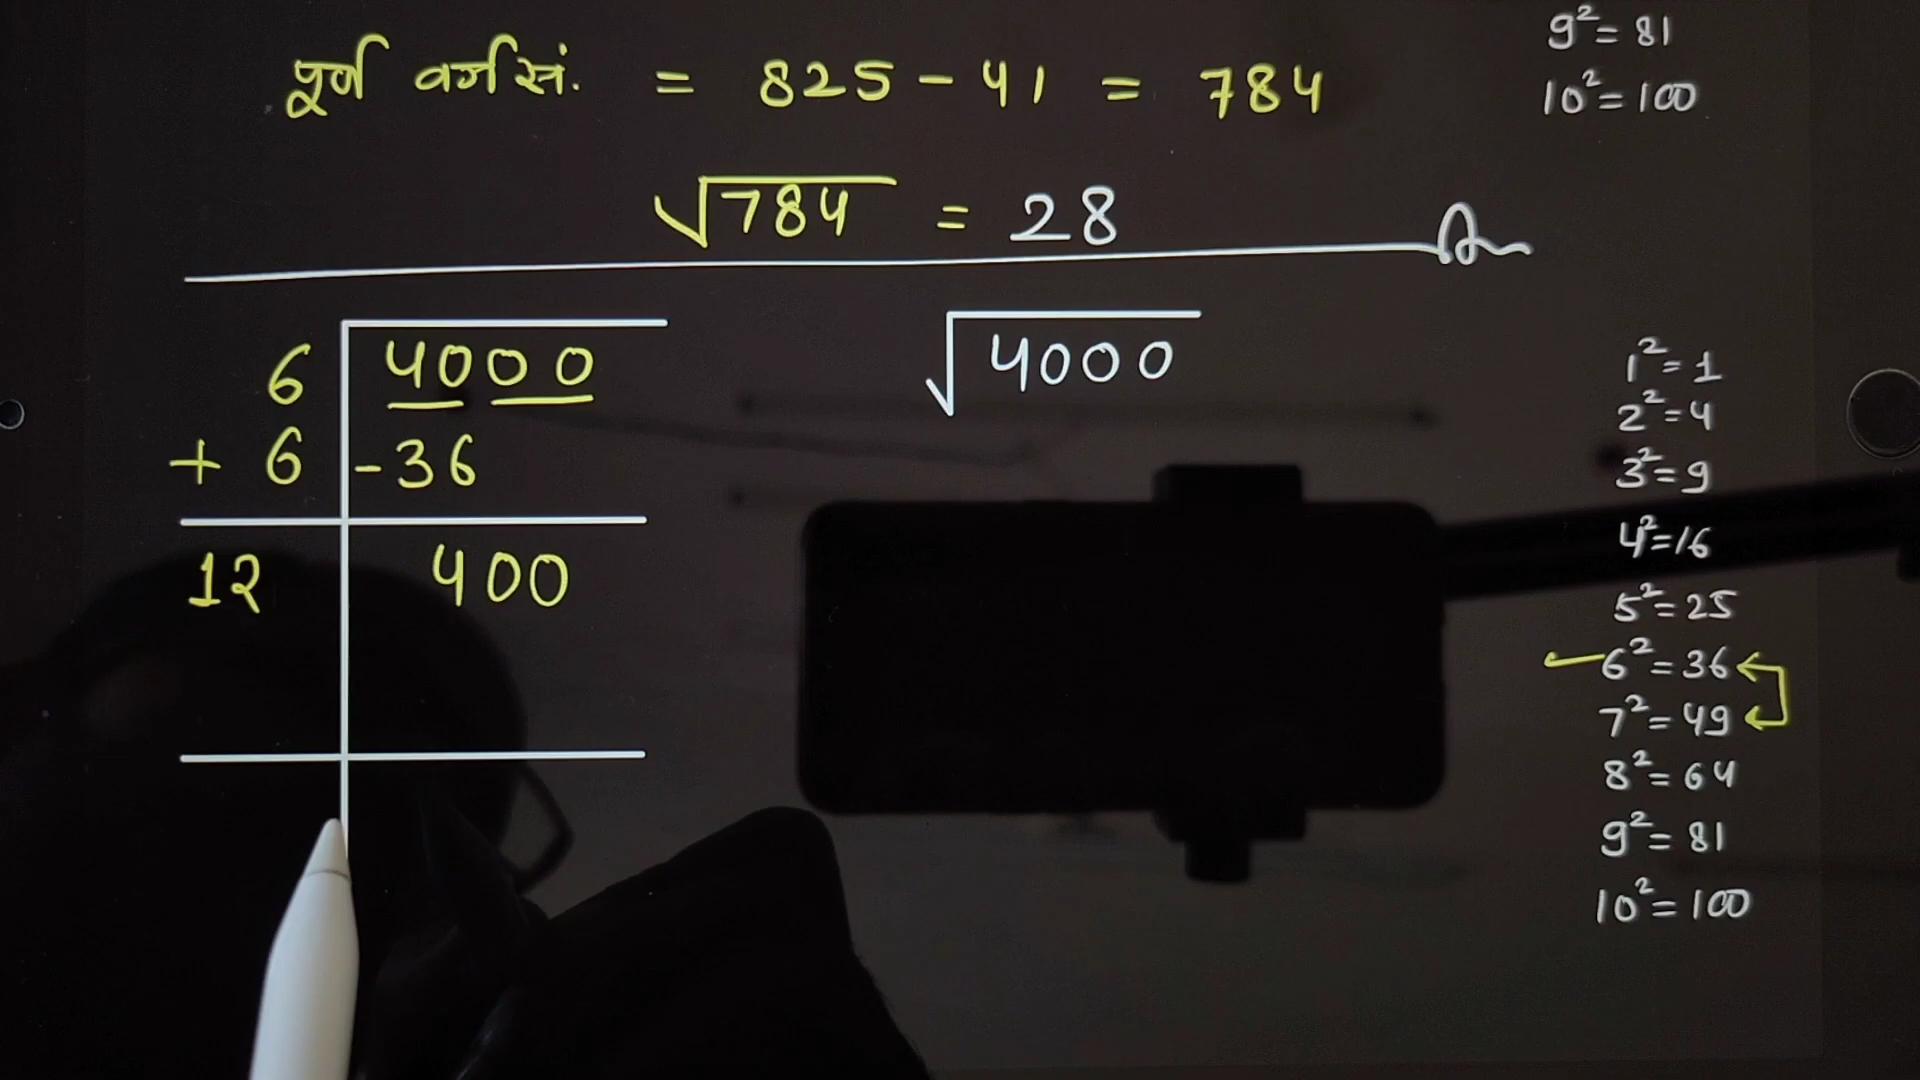 पूर्ण वर्ग सं. = 825 - 41 = 784
√784 = 28
9² = 81
10² = 100
6 4000
+ 6 -36
12 400
√4000
1² = 1
2² = 4
3² = 9
4² = 16
5² = 25
6² = 36
7² = 49
8² = 64
9² = 81
10² = 100